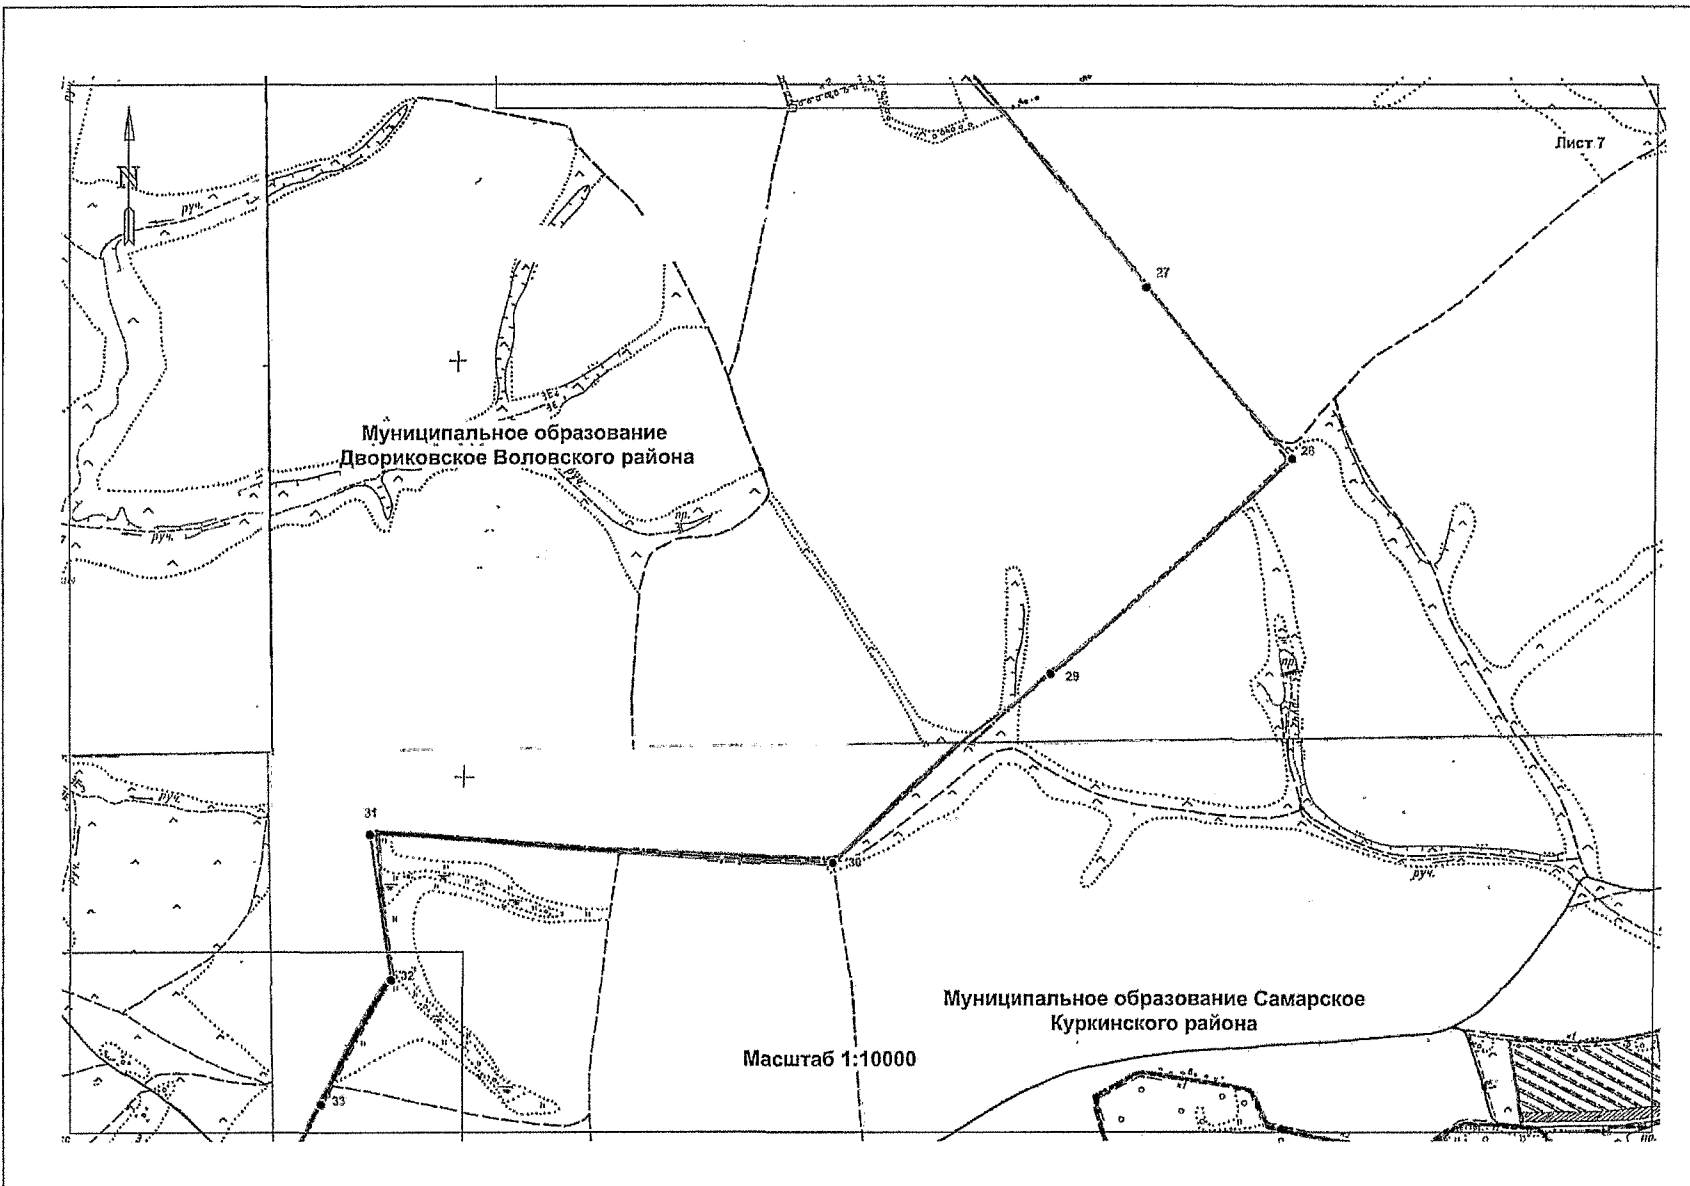 Лист 7
N
руч.
27
Муниципальное образование
Двориковское Воловского района
28
руч.
пр.
руч.
пр.
29
руч.
31
30
руч.
32
Муниципальное образование Самарское
Куркинского района
Масштаб 1:10000
33